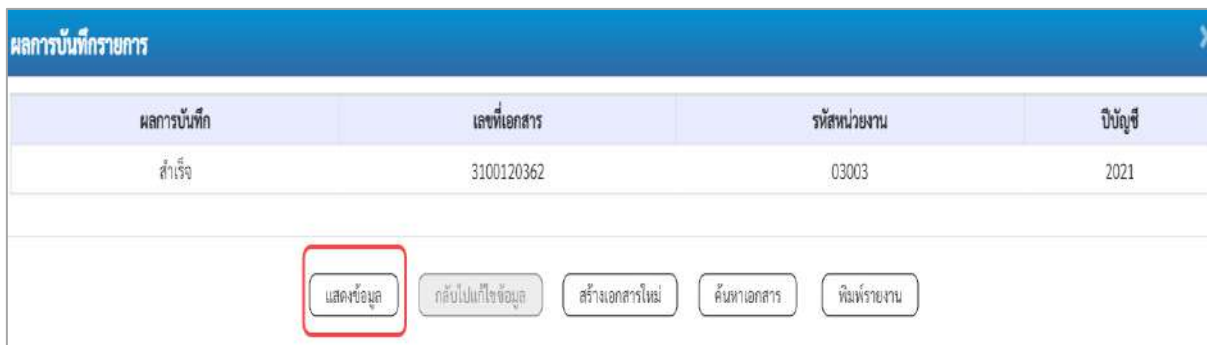 ผลการบันทึกรายการ
ผลการบันทึก เลขที่เอกสาร รหัสหน่วยงาน ปีบัญชี
สำเร็จ 3100120362 03003 2021
แสดงข้อมูล กลับไปแก้ไขข้อมูล สร้างเอกสารใหม่ ค้นหาเอกสาร พิมพ์รายงาน